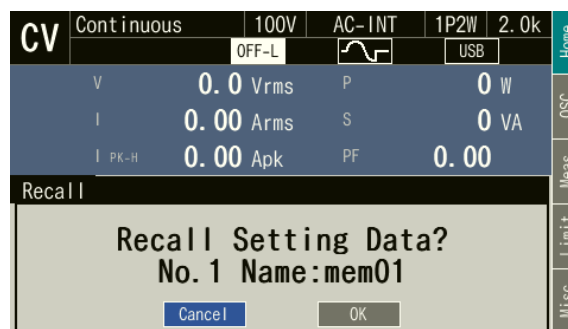 CV Continuous 100V AC-INT 1P2W 2.0k
OFF-L USB
V 0.0 Vrms P 0 W
I 0.00 Arms S 0 VA
I PK-H 0.00 Apk PF 0.00
Recall
Recall Setting Data?
No.1 Name:mem01
Cancel OK
Home
OSC
Meas
Limit
Misc